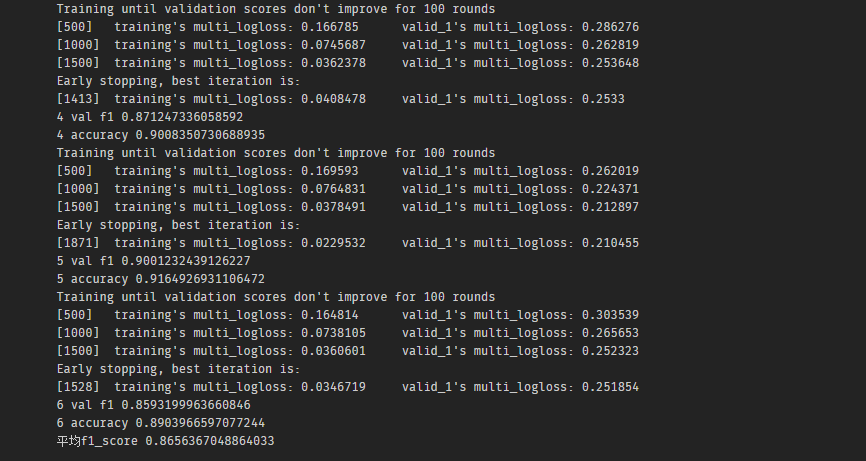 Training until validation scores don't improve for 100 rounds
[500] training's multi_logloss: 0.166785 valid_1's multi_logloss: 0.286276
[1000] training's multi_logloss: 0.0745687 valid_1's multi_logloss: 0.262819
[1500] training's multi_logloss: 0.0362378 valid_1's multi_logloss: 0.253648
Early stopping, best iteration is:
[1413] training's multi_logloss: 0.0408478 valid_1's multi_logloss: 0.2533
4 val f1 0.871247336058592
4 accuracy 0.9008350730688935
Training until validation scores don't improve for 100 rounds
[500] training's multi_logloss: 0.169593 valid_1's multi_logloss: 0.262019
[1000] training's multi_logloss: 0.0764831 valid_1's multi_logloss: 0.224371
[1500] training's multi_logloss: 0.0378491 valid_1's multi_logloss: 0.212897
Early stopping, best iteration is:
[1871] training's multi_logloss: 0.0229532 valid_1's multi_logloss: 0.210455
5 val f1 0.9001232439126227
5 accuracy 0.9164926931106472
Training until validation scores don't improve for 100 rounds
[500] training's multi_logloss: 0.164814 valid_1's multi_logloss: 0.303539
[1000] training's multi_logloss: 0.0738105 valid_1's multi_logloss: 0.265653
[1500] training's multi_logloss: 0.0360601 valid_1's multi_logloss: 0.252323
Early stopping, best iteration is:
[1528] training's multi_logloss: 0.0346719 valid_1's multi_logloss: 0.251854
6 val f1 0.8593199963660846
6 accuracy 0.8903966597077244
平均f1_score 0.8656367048864033